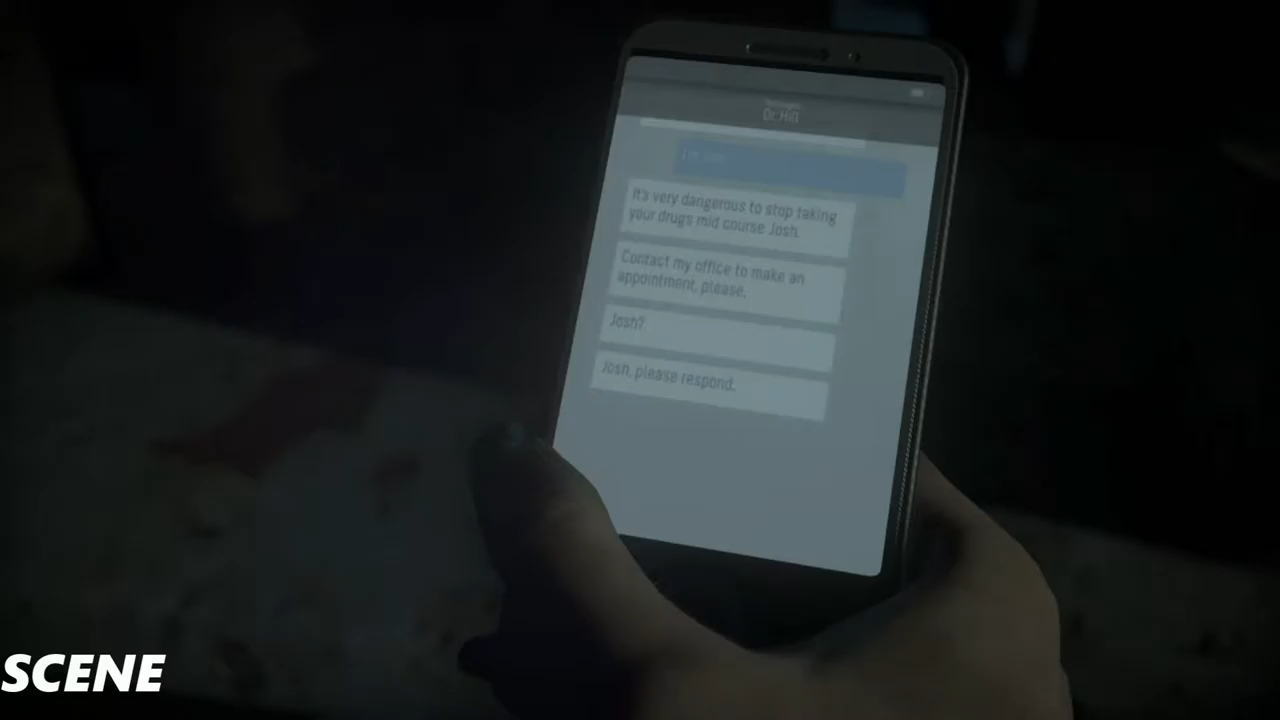 Dr. Hill
It's very dangerous to stop taking
your drugs mid course Josh.
Contact my office to make an
appointment, please.
Josh?
Josh, please respond.
SCENE